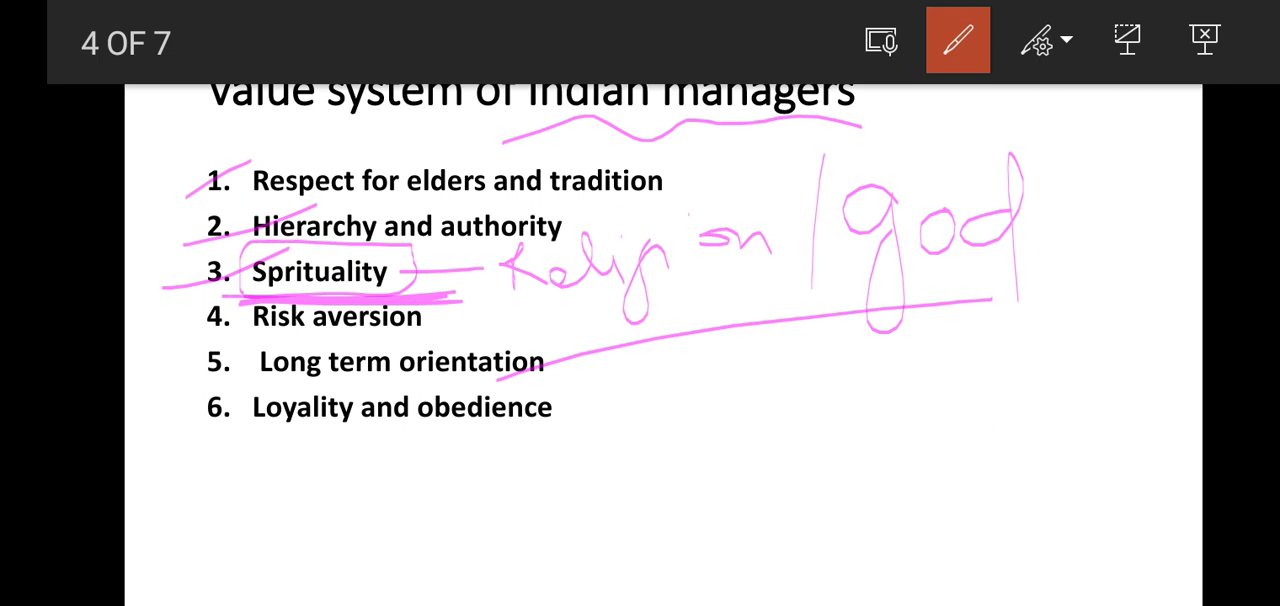 4 OF 7
Value system of Indian managers
1. Respect for elders and tradition
2. Hierarchy and authority
3. Sprituality
Religion /god
4. Risk aversion
5. Long term orientation
6. Loyality and obedience